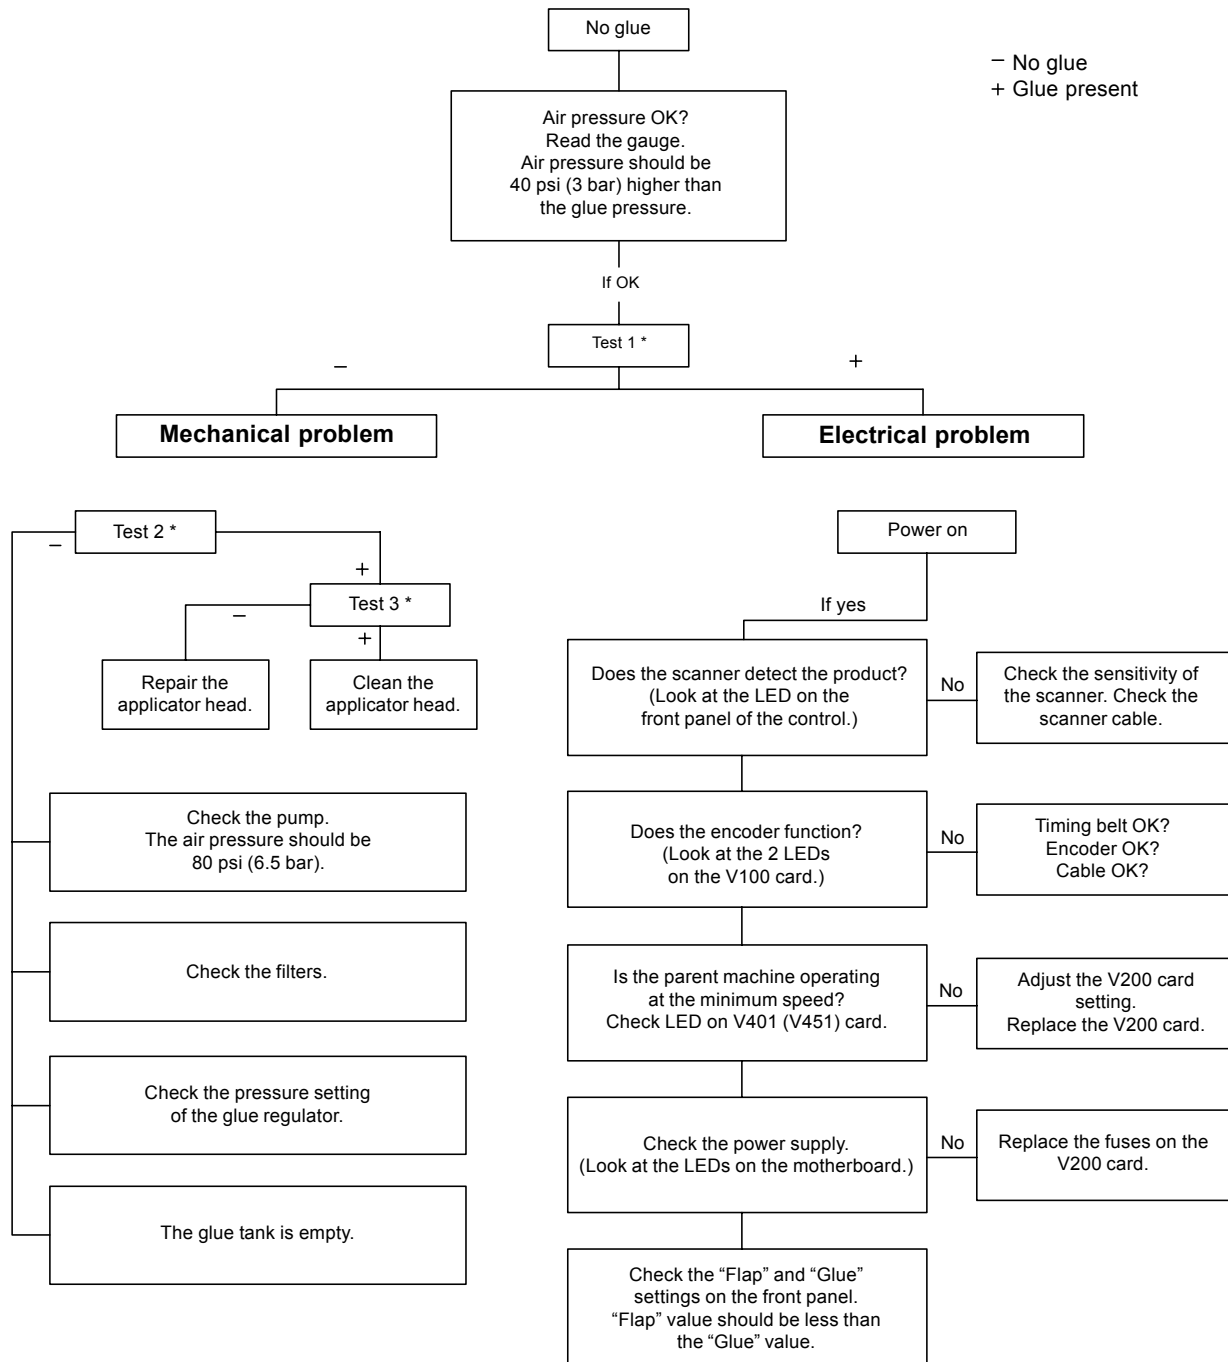 No glue
– No glue
+ Glue present
Air pressure OK?
Read the gauge.
Air pressure should be
40 psi (3 bar) higher than
the glue pressure.
If OK
Test 1 *
–
+
Mechanical problem
Electrical problem
Test 2 *
–
+
Power on
Test 3 *
–
+
If yes
Repair the
applicator head.
Clean the
applicator head.
Does the scanner detect the product?
(Look at the LED on the
front panel of the control.)
No
Check the sensitivity of
the scanner. Check the
scanner cable.
Check the pump.
The air pressure should be
80 psi (6.5 bar).
Does the encoder function?
(Look at the 2 LEDs
on the V100 card.)
No
Timing belt OK?
Encoder OK?
Cable OK?
Check the filters.
Is the parent machine operating
at the minimum speed?
Check LED on V401 (V451) card.
No
Adjust the V200 card
setting.
Replace the V200 card.
Check the pressure setting
of the glue regulator.
Check the power supply.
(Look at the LEDs on the motherboard.)
No
Replace the fuses on the
V200 card.
The glue tank is empty.
Check the “Flap” and “Glue”
settings on the front panel.
“Flap” value should be less than
the “Glue” value.